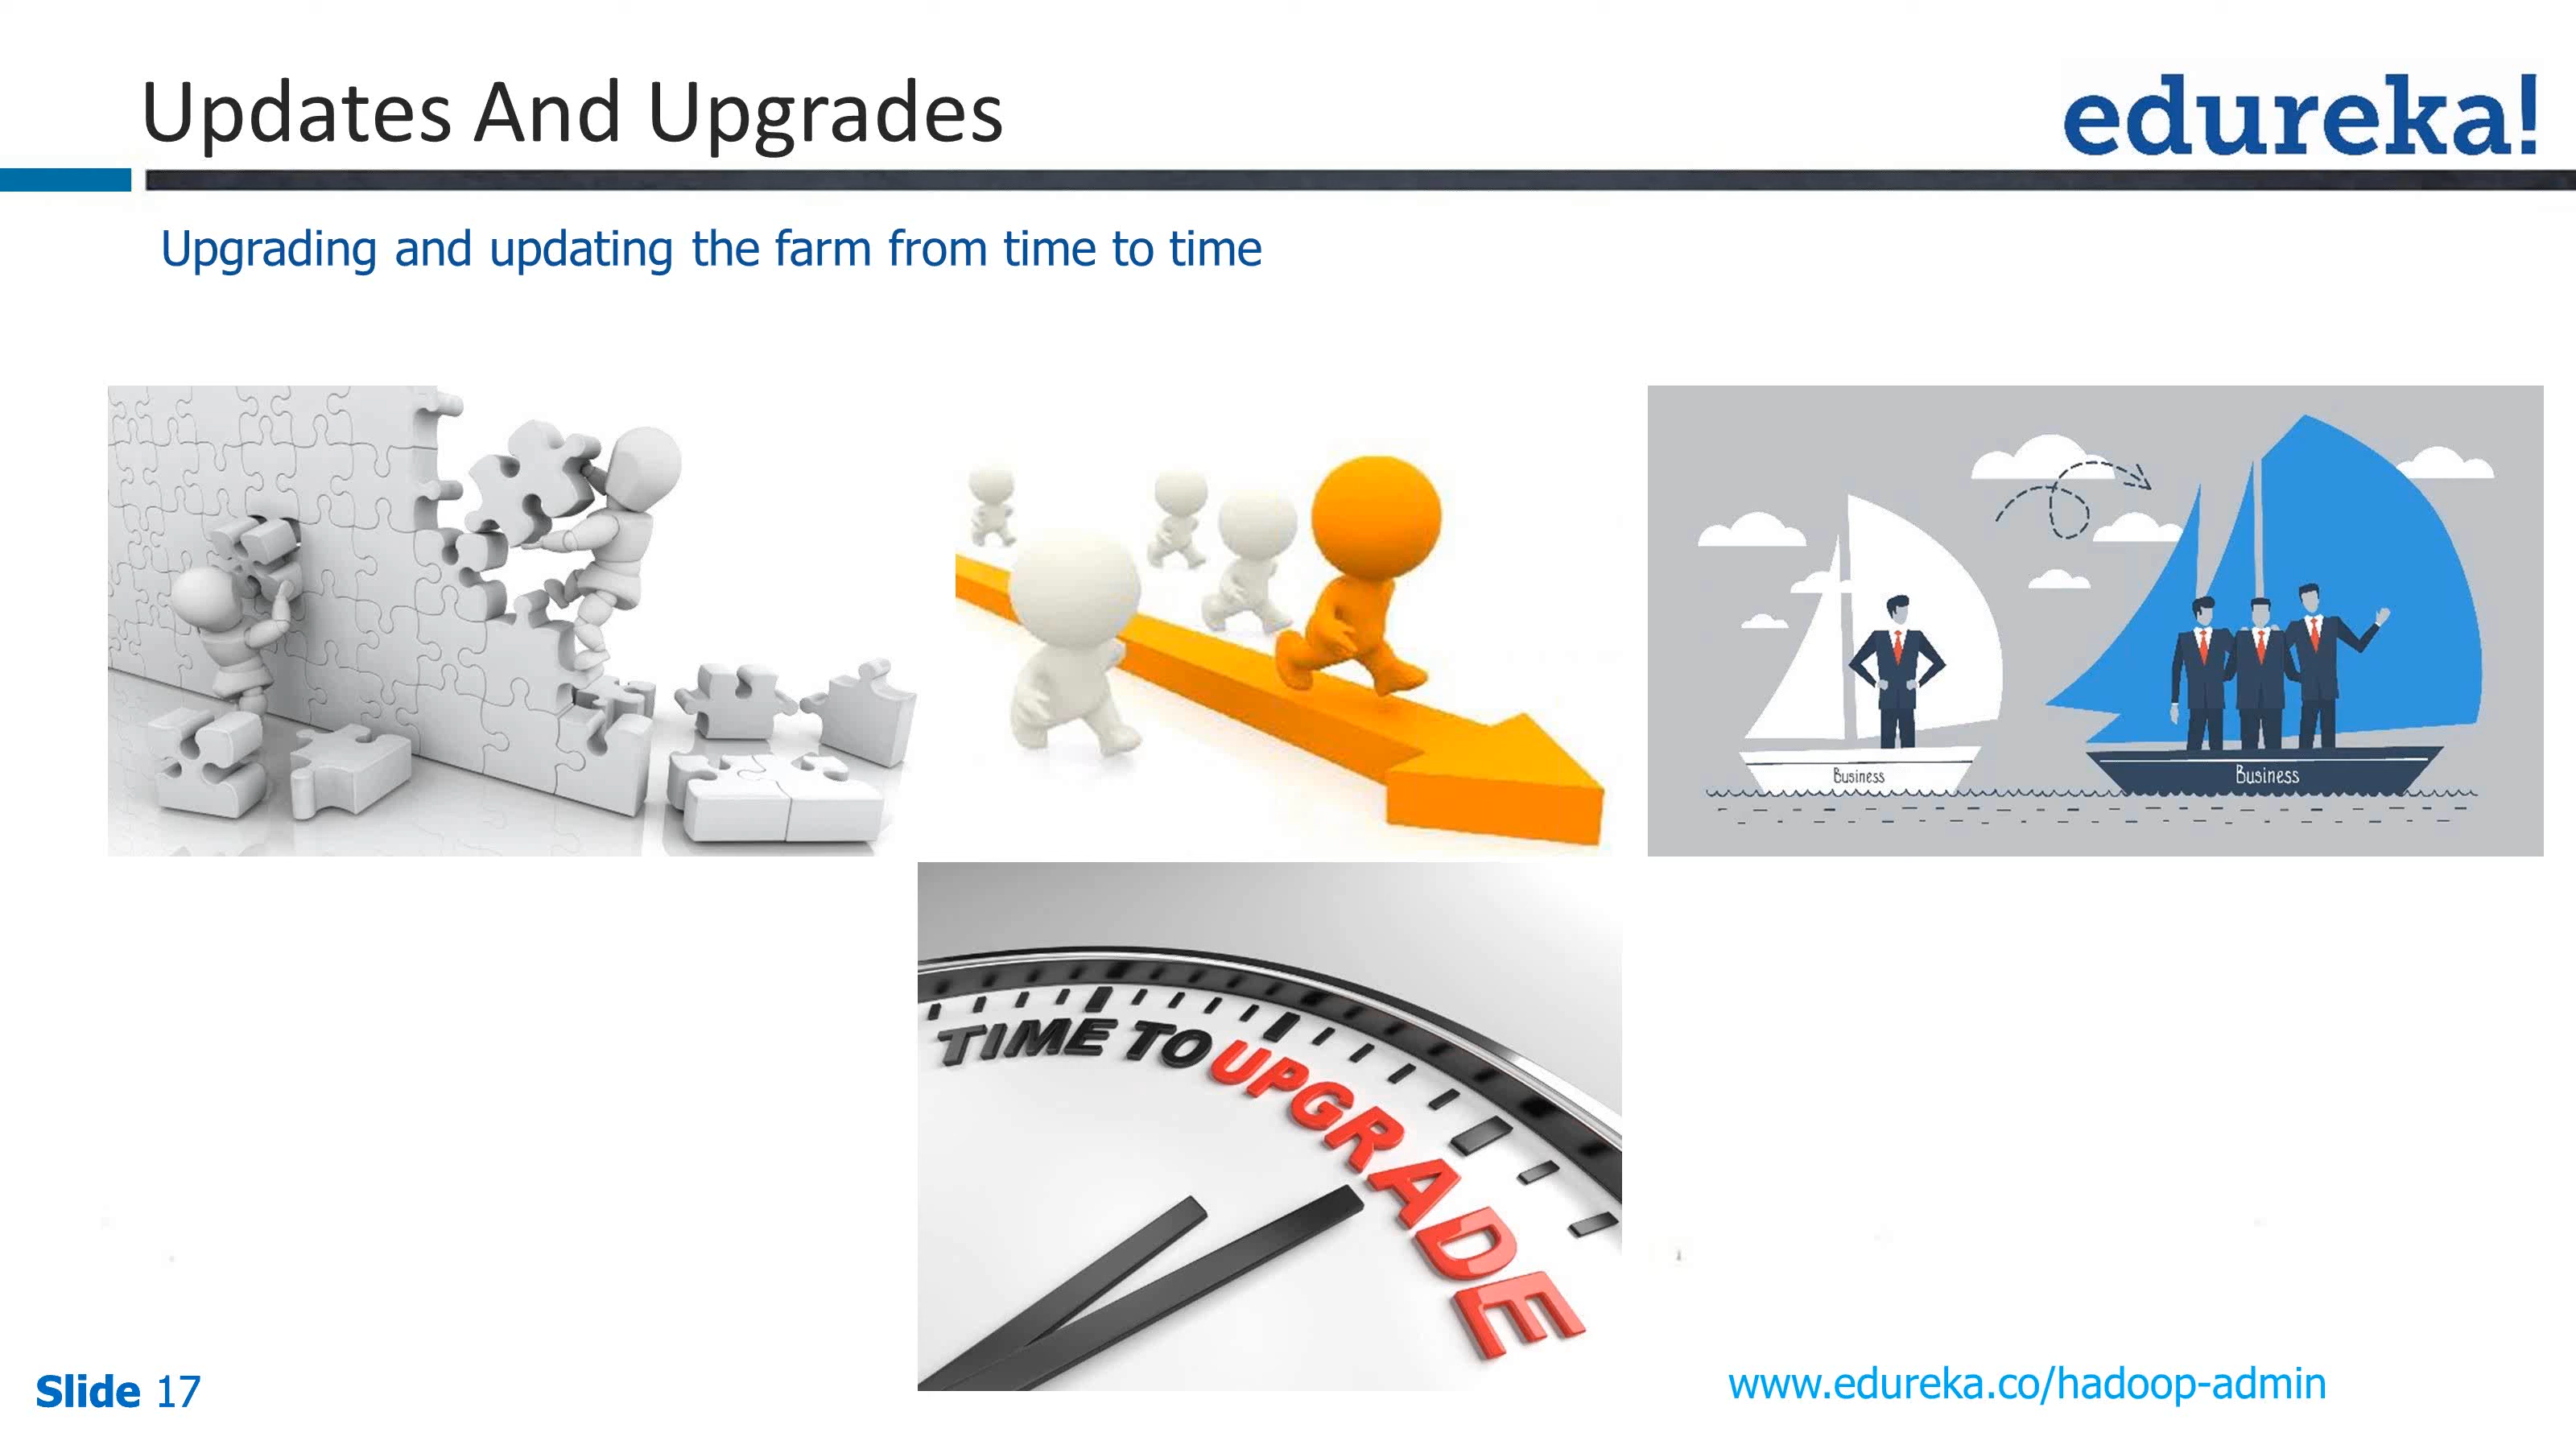 Updates And Upgrades
edureka!
Upgrading and updating the farm from time to time
Business
Business
TIME TO UPGRADE
Slide 17
www.edureka.co/hadoop-admin